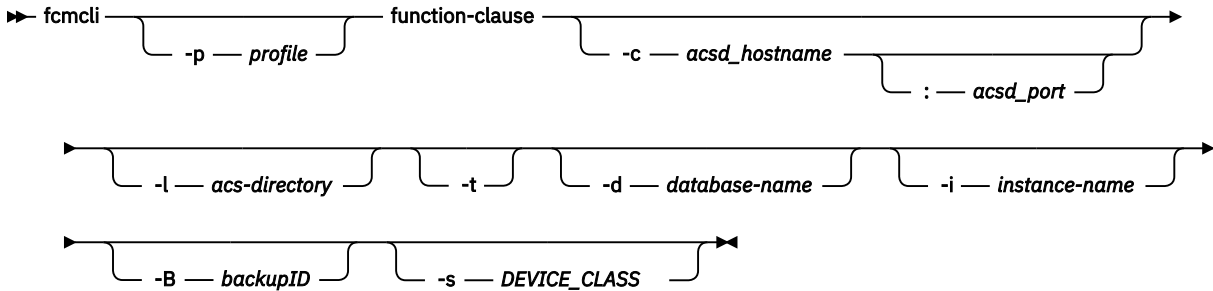 fcmcli function-clause
-p profile -c acsd_hostname
: acsd_port
-l acs-directory -t -d database-name -i instance-name
-B backupID -s DEVICE_CLASS